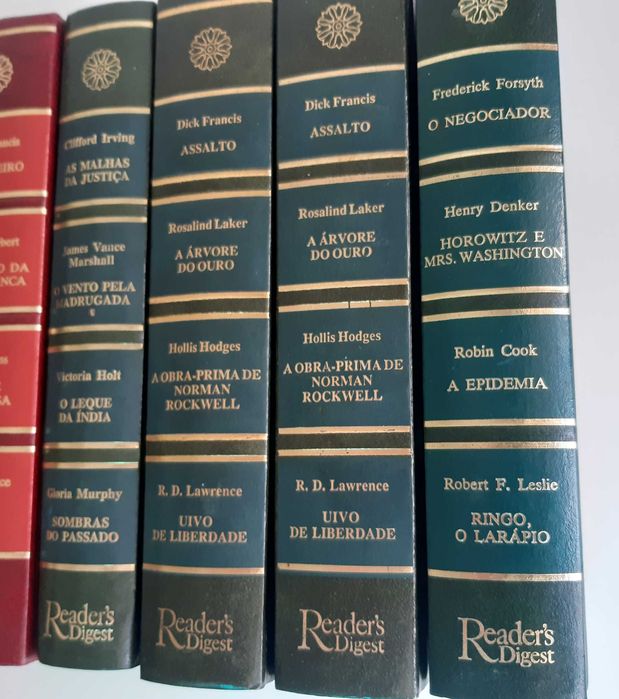 Clifford Irving
AS MALHAS
DA JUSTIÇA
James Vance
Marshall
O VENTO PELA
MADRUGADA
Victoria Holt
O LEQUE
DA ÍNDIA
Gloria Murphy
SOMBRAS
DO PASSADO
Reader's
Digest
Dick Francis
ASSALTO
Rosalind Laker
A ÁRVORE
DO OURO
Hollis Hodges
A OBRA-PRIMA DE
NORMAN
ROCKWELL
R. D. Lawrence
UIVO
DE LIBERDADE
Reader's
Digest
Dick Francis
ASSALTO
Rosalind Laker
A ÁRVORE
DO OURO
Hollis Hodges
A OBRA-PRIMA DE
NORMAN
ROCKWELL
R. D. Lawrence
UIVO
DE LIBERDADE
Reader's
Digest
Frederick Forsyth
O NEGOCIADOR
Henry Denker
HOROWITZ E
MRS. WASHINGTON
Robin Cook
A EPIDEMIA
Robert F. Leslie
RINGO,
O LARÁPIO
Reader's
Digest